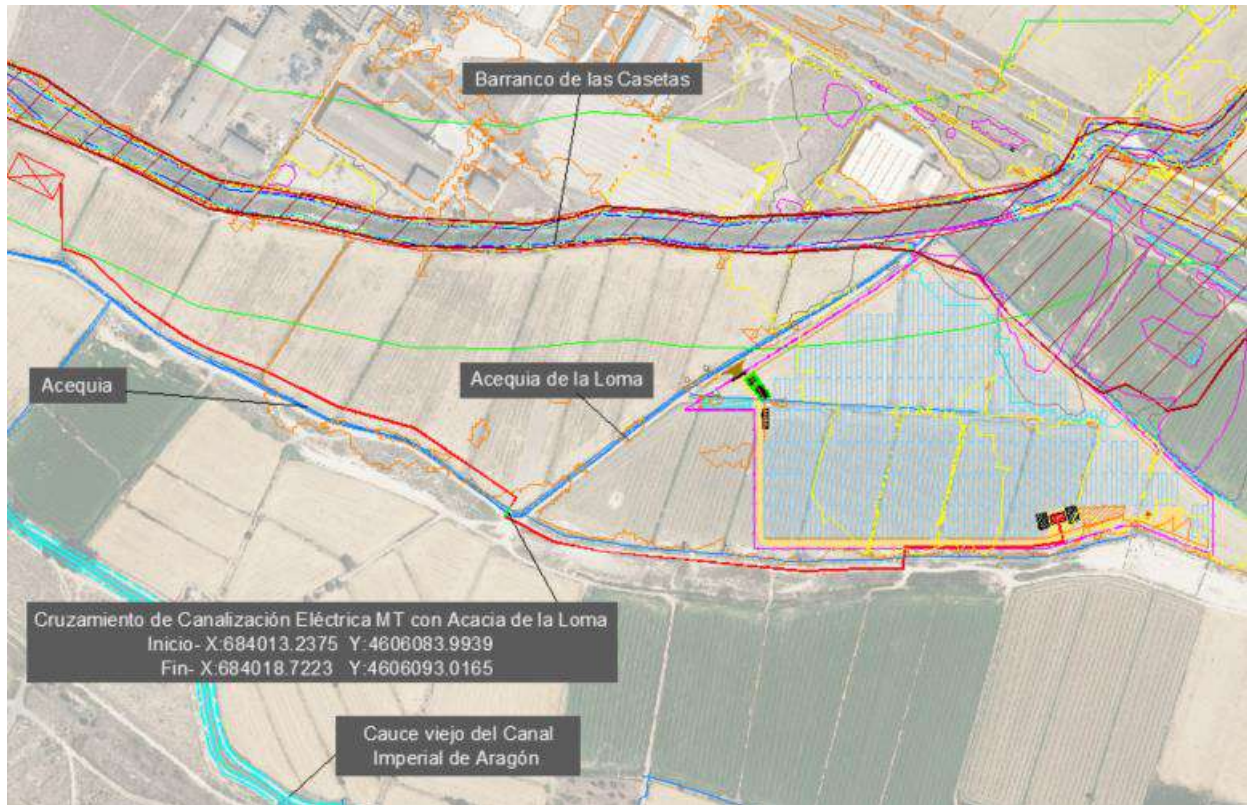 Barranco de las Casetas
Acequia
Acequia de la Loma
Cruzamiento de Canalización Eléctrica MT con Acacia de la Loma
Inicio- X:684013.2375 Y:4606083.9939
Fin- X:684018.7223 Y:4606093.0165
Cauce viejo del Canal
Imperial de Aragón